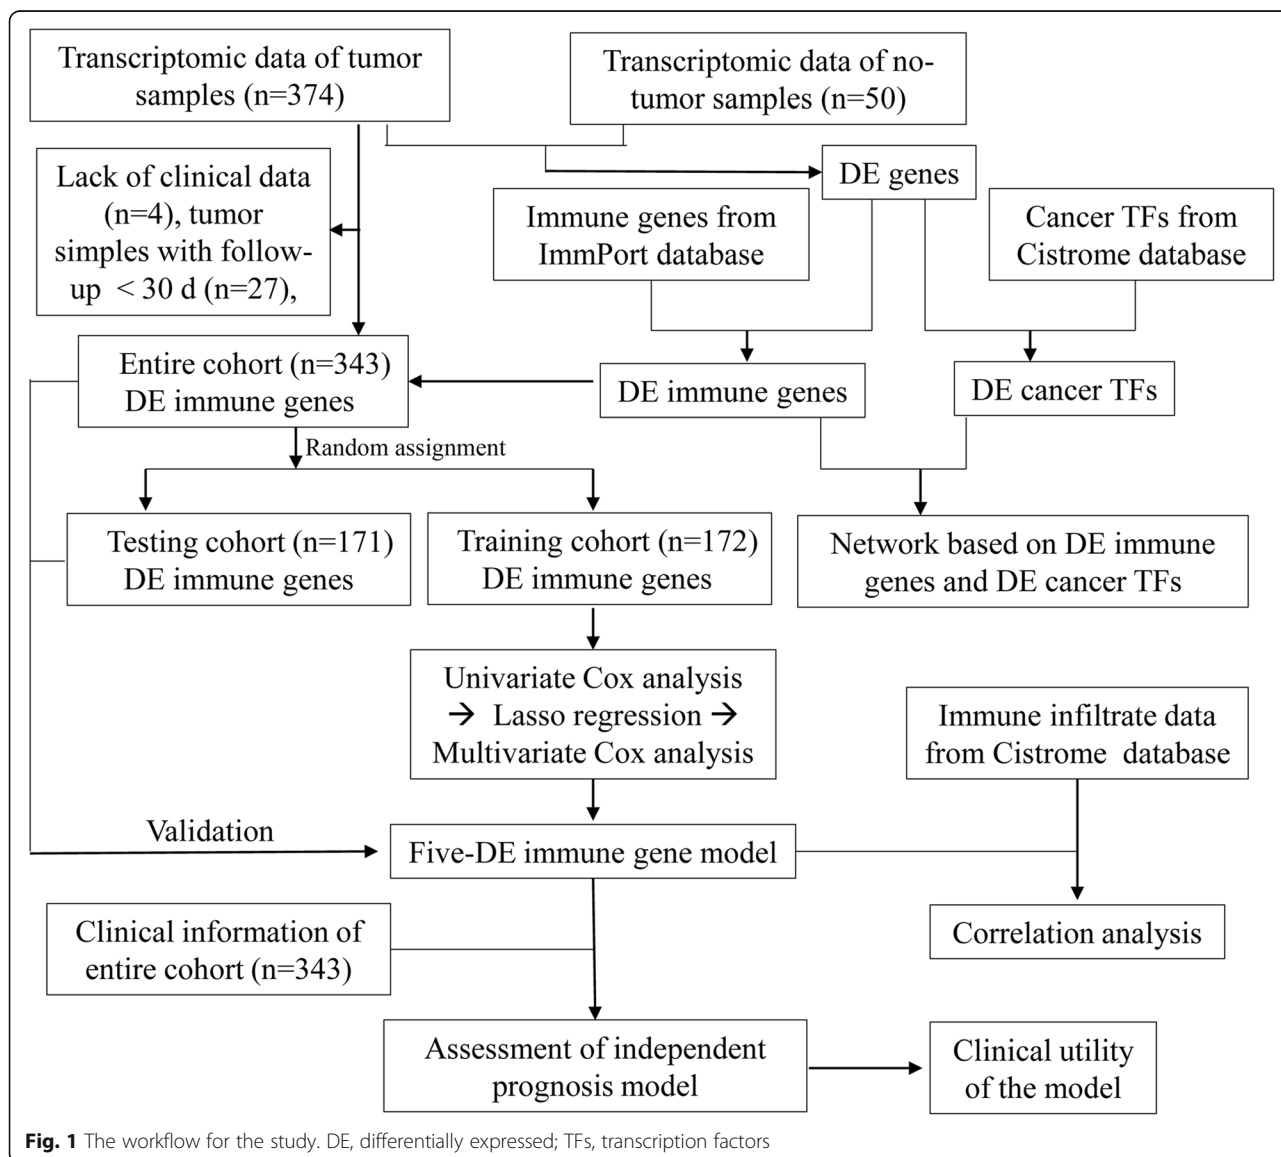 Transcriptomic data of tumor
samples (n=374)
Transcriptomic data of no-
tumor samples (n=50)
Lack of clinical data
(n=4), tumor
simples with follow-
up < 30 d (n=27),
DE genes
Immune genes from
ImmPort database
Cancer TFs from
Cistrome database
Entire cohort (n=343)
DE immune genes
DE immune genes
DE cancer TFs
Random assignment
Testing cohort (n=171)
DE immune genes
Training cohort (n=172)
DE immune genes
Network based on DE immune
genes and DE cancer TFs
Univariate Cox analysis
→ Lasso regression →
Multivariate Cox analysis
Immune infiltrate data
from Cistrome database
Validation
Five-DE immune gene model
Clinical information of
entire cohort (n=343)
Correlation analysis
Assessment of independent
prognosis model
Clinical utility
of the model
Fig. 1 The workflow for the study. DE, differentially expressed; TFs, transcription factors